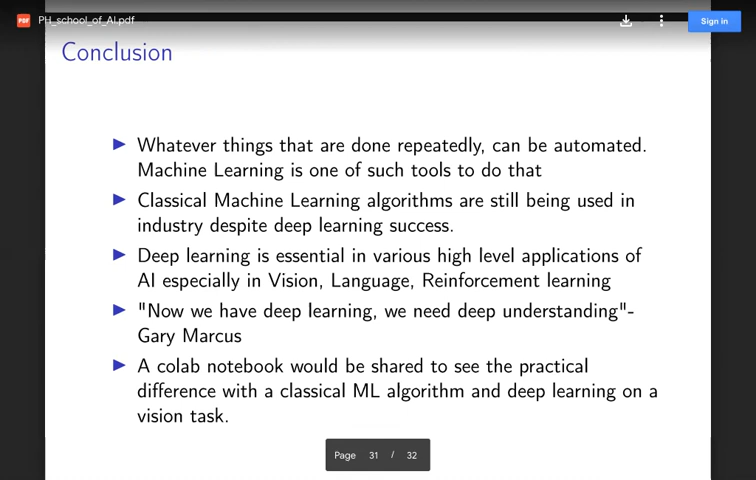 PDF PH_school_of_AI.pdf Sign in
Conclusion
Whatever things that are done repeatedly, can be automated.
Machine Learning is one of such tools to do that
Classical Machine Learning algorithms are still being used in
industry despite deep learning success.
Deep learning is essential in various high level applications of
AI especially in Vision, Language, Reinforcement learning
"Now we have deep learning, we need deep understanding"-
Gary Marcus
A colab notebook would be shared to see the practical
difference with a classical ML algorithm and deep learning on a
vision task.
Page 31 / 32